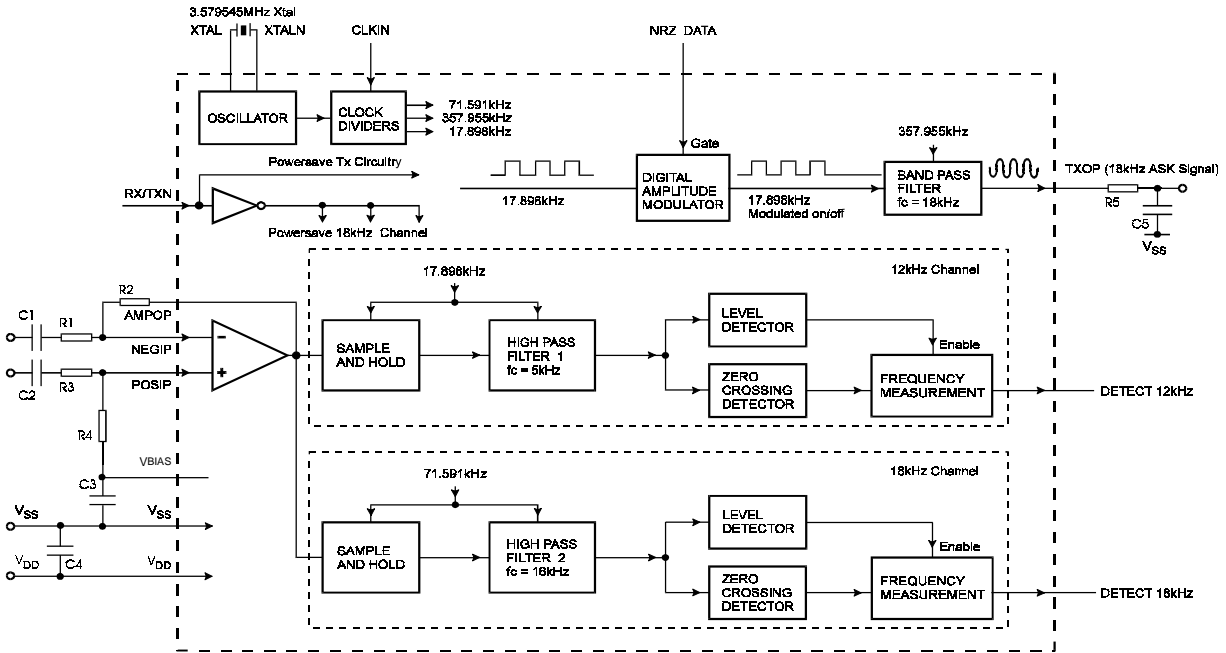 3.579545MHz Xtal
XTAL XTALN
CLKIN
NRZ DATA
OSCILLATOR
CLOCK
DIVIDERS
71.591kHz
357.955kHz
17.898kHz
Powersave Tx Circuitry
RX/TXN
Powersave 18kHz Channel
17.898kHz
Gate
DIGITAL
AMPLITUDE
MODULATOR
17.898kHz
Modulated on/off
357.955kHz
BAND PASS
FILTER
fc = 18kHz
TXOP (18kHz ASK Signal)
R5
C5
VSS
12kHz Channel
17.898kHz
R2
AMPOP
C1
R1
NEGIP
C2
R3
POSIP
−
+
SAMPLE
AND HOLD
HIGH PASS
FILTER 1
fc = 5kHz
LEVEL
DETECTOR
Enable
ZERO
CROSSING
DETECTOR
FREQUENCY
MEASUREMENT
DETECT 12kHz
R4
VBIAS
C3
VSS
VSS
VDD
C4
VDD
18kHz Channel
71.591kHz
SAMPLE
AND HOLD
HIGH PASS
FILTER 2
fc = 16kHz
LEVEL
DETECTOR
Enable
ZERO
CROSSING
DETECTOR
FREQUENCY
MEASUREMENT
DETECT 18kHz